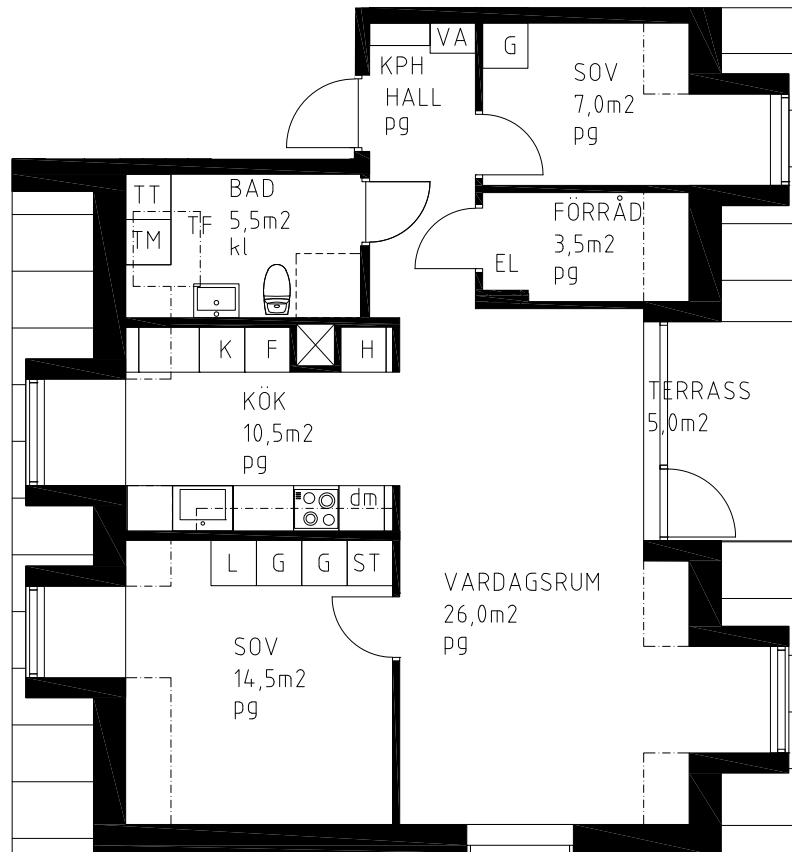 VA
G
KPH
HALL
pg
SOV
7,0m2
pg
TT
TM
TF
BAD
5,5m2
kl
FÖRRÅD
3,5m2
pg
EL
K
F
H
KÖK
10,5m2
pg
TERRASS
5,0m2
dm
L
G
G
ST
VARDAGSRUM
26,0m2
pg
SOV
14,5m2
pg